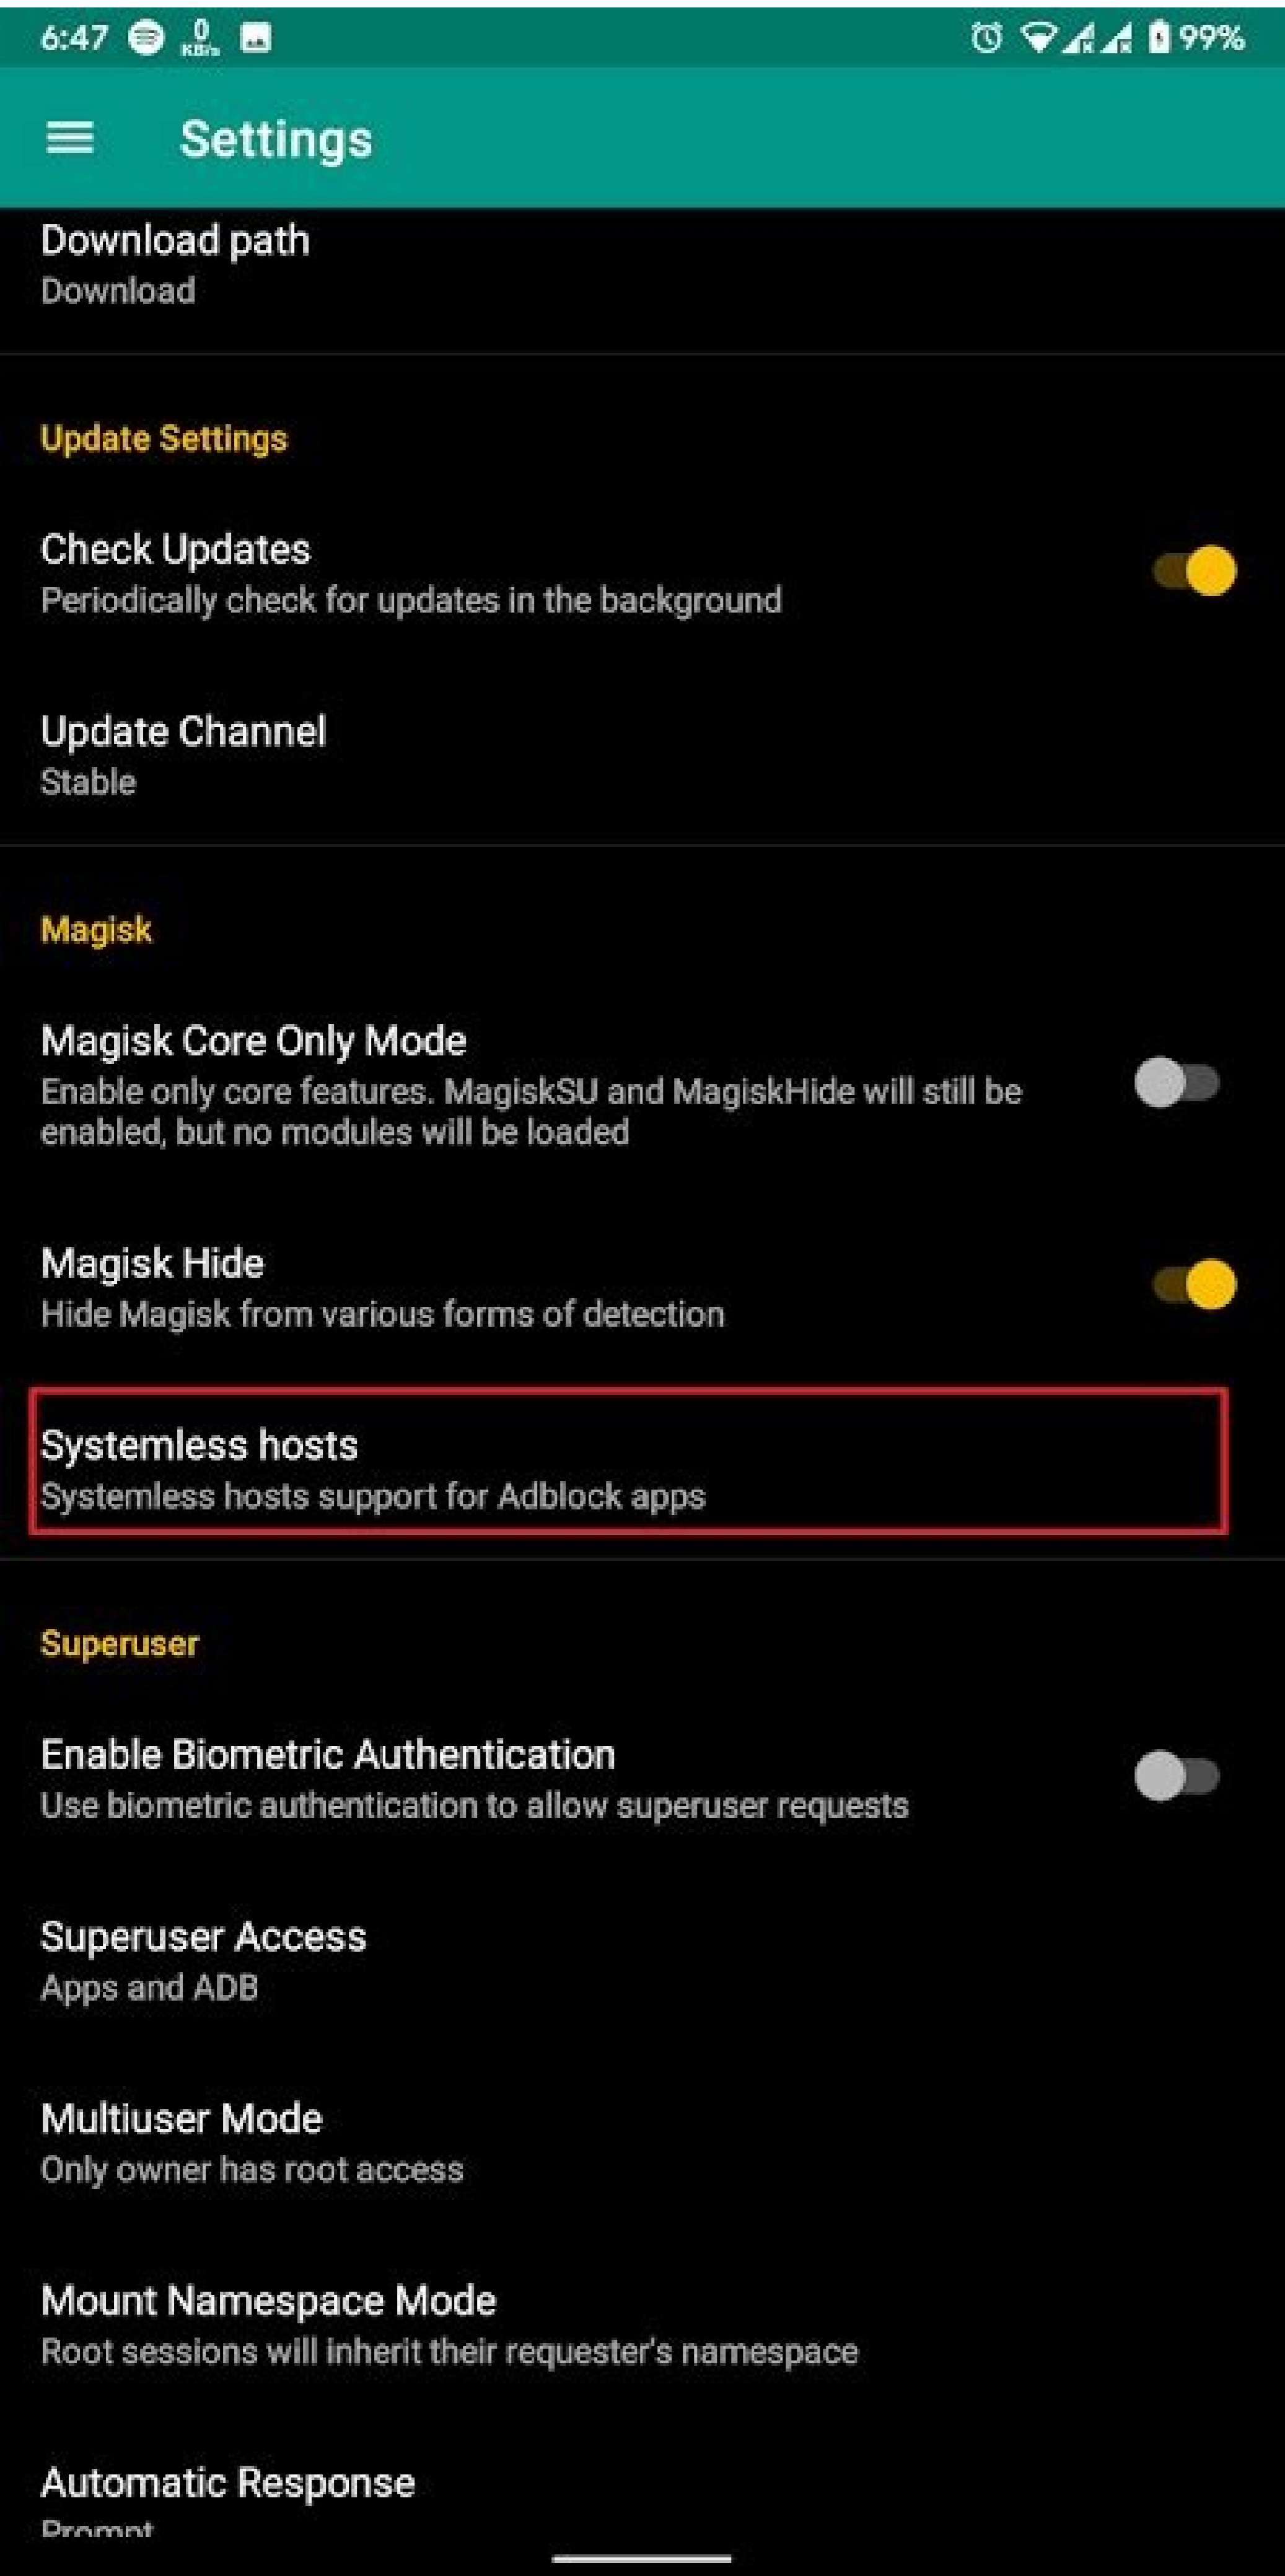 6:47 0 KB/s 99%
Settings
Download path
Download
Update Settings
Check Updates
Periodically check for updates in the background
Update Channel
Stable
Magisk
Magisk Core Only Mode
Enable only core features. MagiskSU and MagiskHide will still be
enabled, but no modules will be loaded
Magisk Hide
Hide Magisk from various forms of detection
Systemless hosts
Systemless hosts support for Adblock apps
Superuser
Enable Biometric Authentication
Use biometric authentication to allow superuser requests
Superuser Access
Apps and ADB
Multiuser Mode
Only owner has root access
Mount Namespace Mode
Root sessions will inherit their requester's namespace
Automatic Response
Prompt